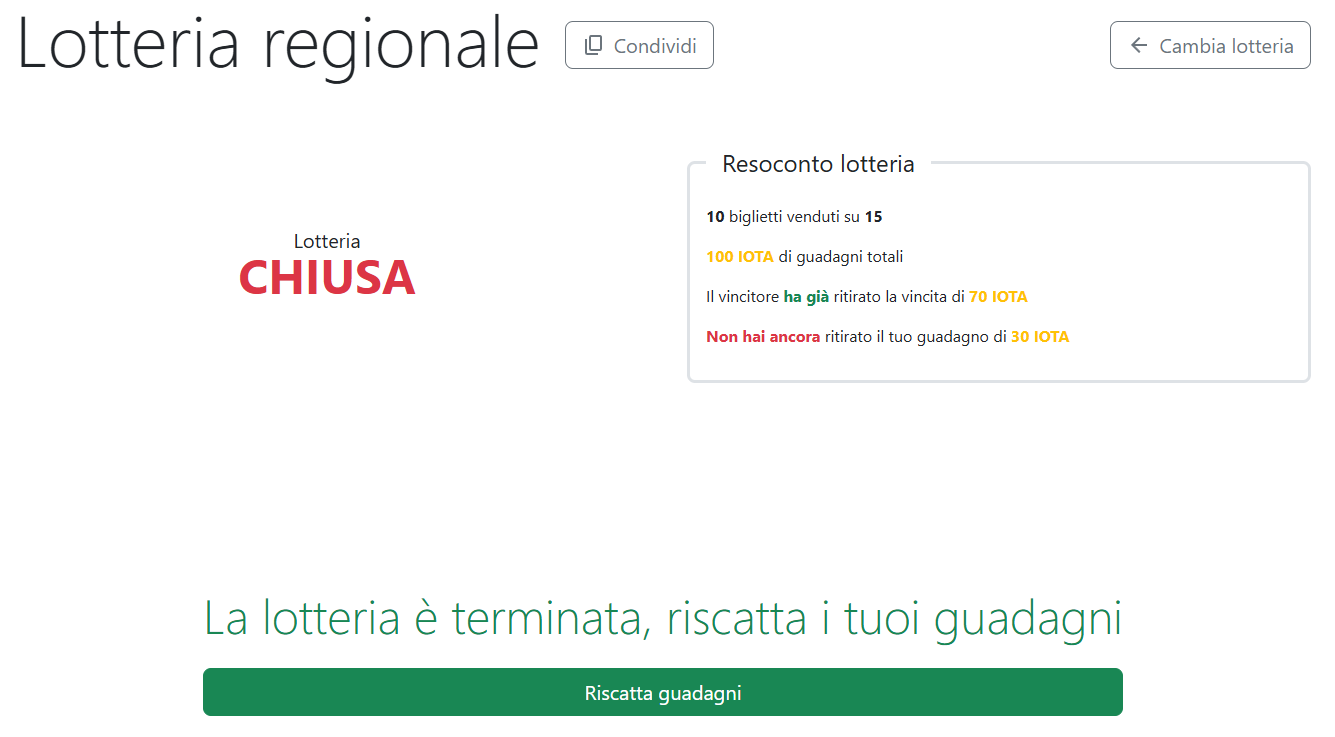 Lotteria regionale
Condividi
Cambia lotteria
Lotteria
CHIUSA
Resoconto lotteria
10 biglietti venduti su 15
100 IOTA di guadagni totali
Il vincitore ha già ritirato la vincita di 70 IOTA
Non hai ancora ritirato il tuo guadagno di 30 IOTA
La lotteria è terminata, riscatta i tuoi guadagni
Riscatta guadagni